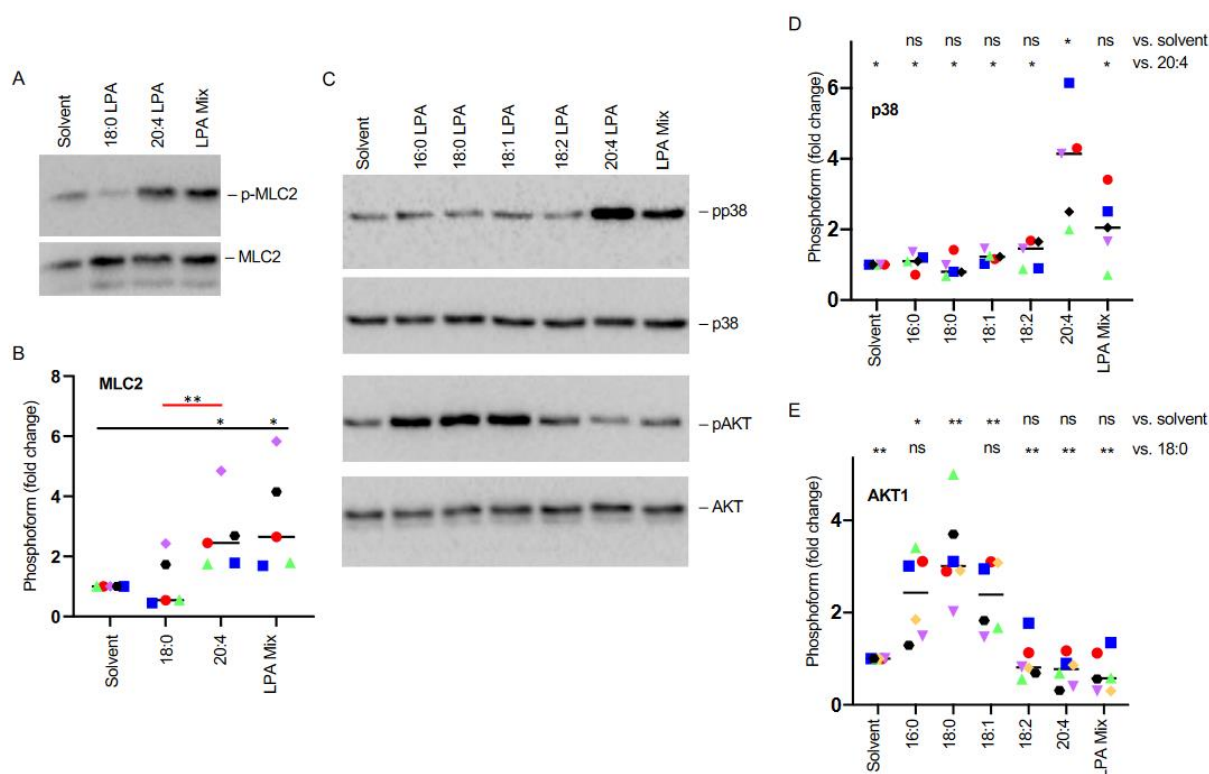 A
Solvent
18:0 LPA
20:4 LPA
LPA Mix
– p-MLC2
– MLC2
B
MLC2
**
* *
Phosphoform (fold change)
8
6
4
2
0
Solvent
18:0
20:4
LPA Mix
C
Solvent
16:0 LPA
18:0 LPA
18:1 LPA
18:2 LPA
20:4 LPA
LPA Mix
– pp38
– p38
– pAKT
– AKT
D
ns ns ns ns * ns vs. solvent
* * * * * * vs. 20:4
p38
Phosphoform (fold change)
6
4
2
0
Solvent
16:0
18:0
18:1
18:2
20:4
LPA Mix
E
* ** ** ns ns ns vs. solvent
** ns ns ** ** ** vs. 18:0
AKT1
Phosphoform (fold change)
4
2
0
Solvent
16:0
18:0
18:1
18:2
20:4
LPA Mix